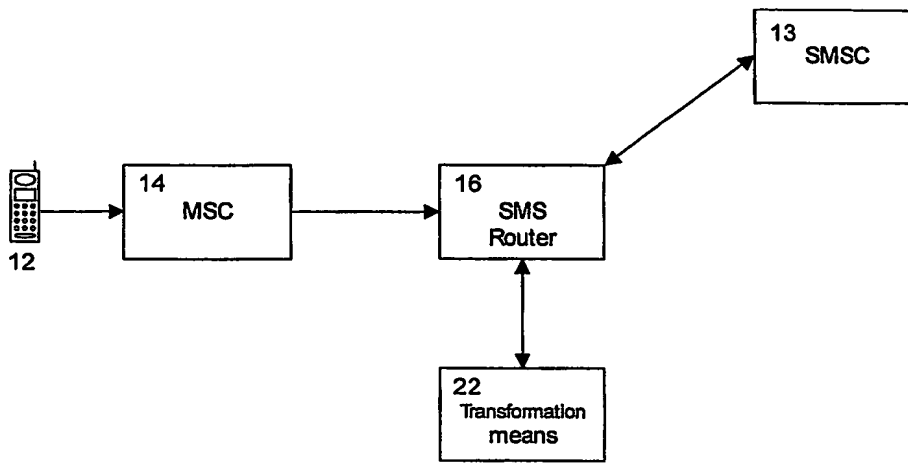 13
SMSC
14
MSC
16
SMS
Router
12
22
Transformation
means